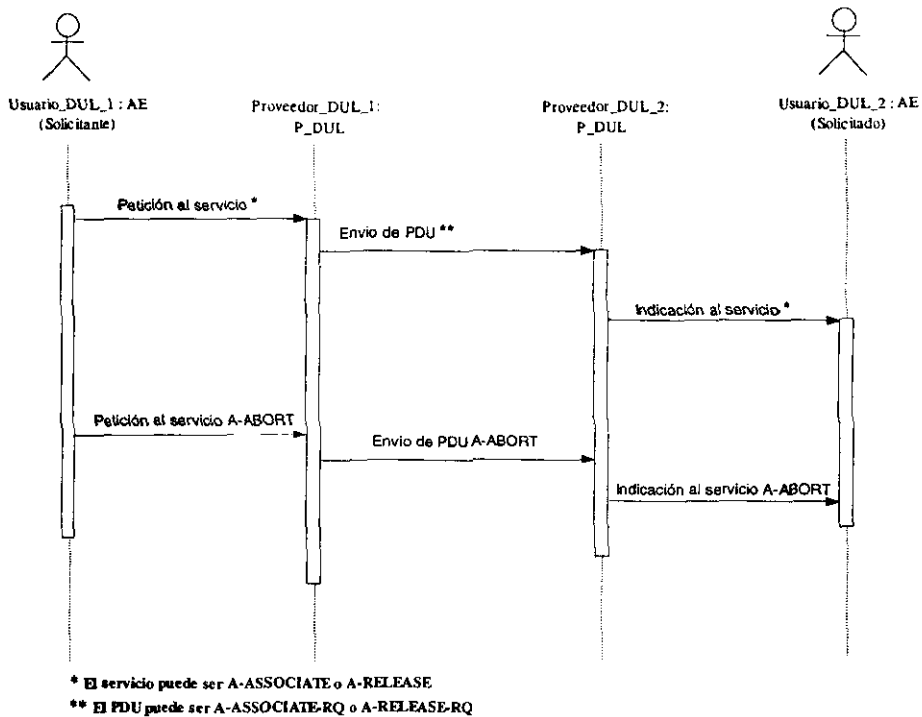 Usuario_DUL_1 : AE
(Solicitante)
Proveedor_DUL_1:
P_DUL
Proveedor_DUL_2:
P_DUL
Usuario_DUL_2 : AE
(Solicitado)
Petición al servicio *
Envio de PDU **
Indicación al servicio *
Petición al servicio A-ABORT
Envio de PDU A-ABORT
Indicación al servicio A-ABORT
* El servicio puede ser A-ASSOCIATE o A-RELEASE
** El PDU puede ser A-ASSOCIATE-RQ o A-RELEASE-RQ